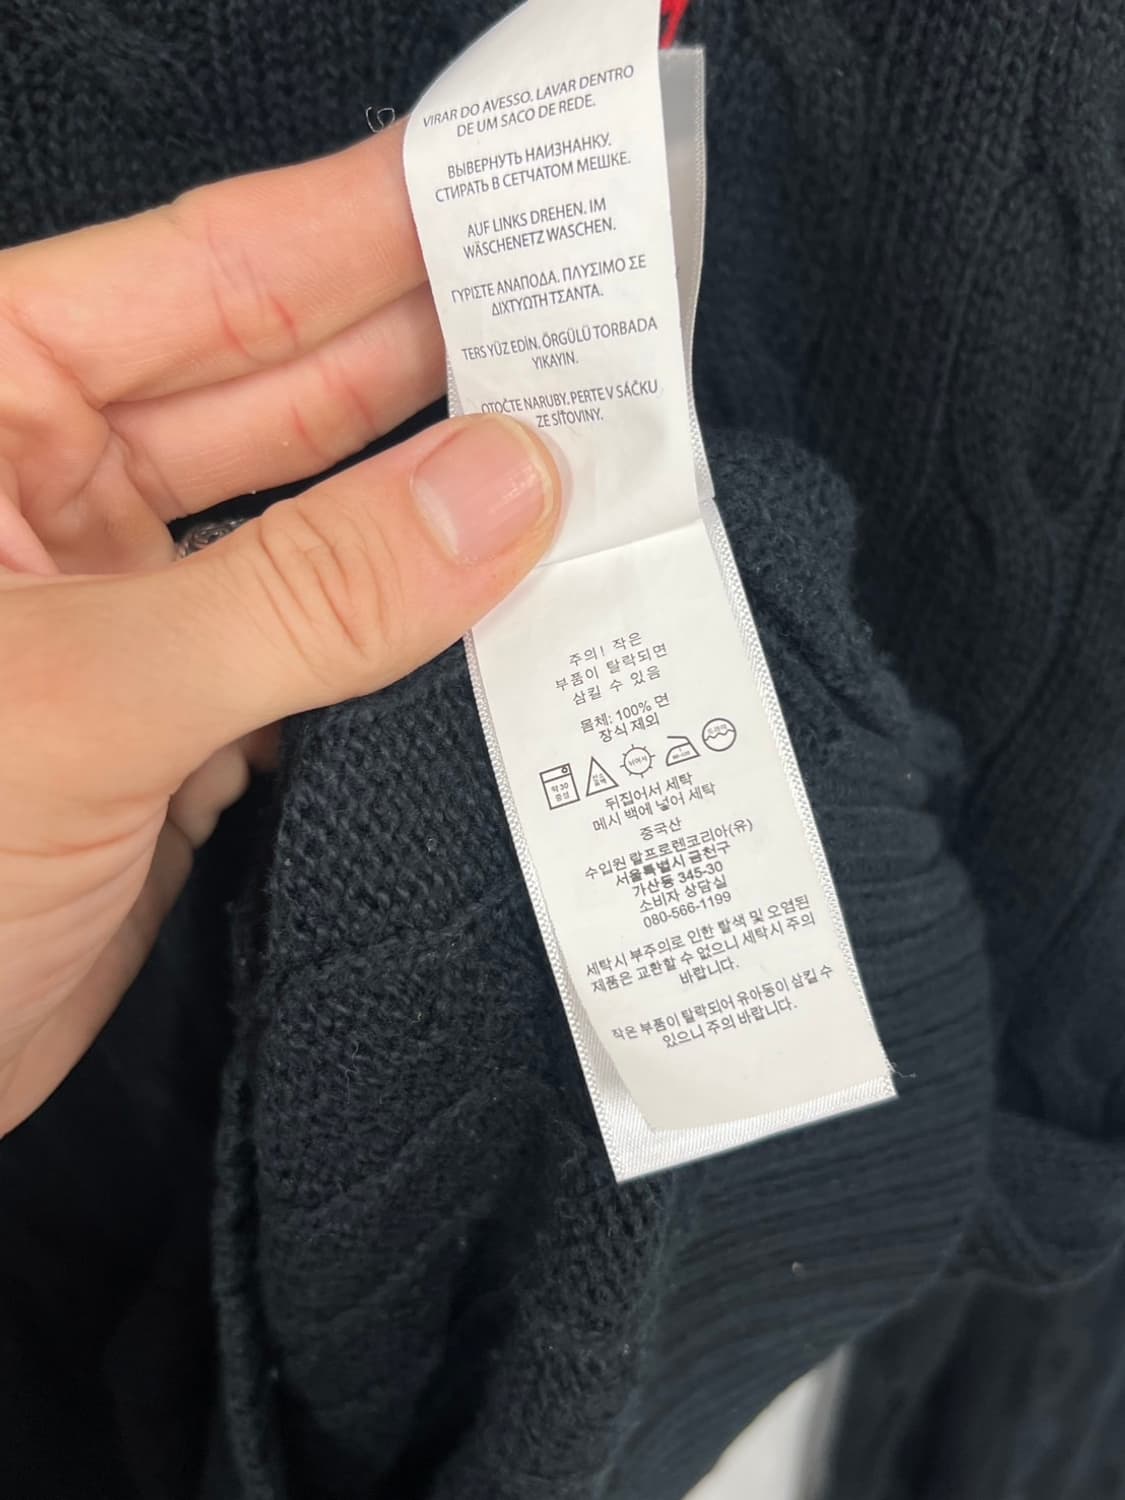 VIRAR DO AVESSO. LAVAR DENTRO
DE UM SACO DE REDE.
ВЫВЕРНУТЬ НАИЗНАНКУ.
СТИРАТЬ В СЕТЧАТОМ МЕШКЕ.
AUF LINKS DREHEN. IM
WÄSCHENETZ WASCHEN.
ΓΥΡΙΣΤΕ ΑΝΑΠΟΔΑ. ΠΛΥΣΙΜΟ ΣΕ
ΔΙΧΤΥΩΤΗ ΤΣΑΝΤΑ.
TERS YÜZ EDİN. ÖRGÜLÜ TORBADA
YIKAYIN.
OTOČTE NARUBY. PERTE V SÁČKU
ZE SÍŤOVINY.
주의! 작은
부품이 탈락되면
삼킬 수 있음
몸체: 100% 면
장식 제외
약 30
중성
뒤집어서 세탁
메시 백에 넣어 세탁
중국산
수입원 랄프로렌코리아(유)
서울특별시 금천구
가산동 345-30
소비자 상담실
080-566-1199
세탁시 부주의로 인한 탈색 및 오염된
제품은 교환할 수 없으니 세탁시 주의
바랍니다.
작은 부품이 탈락되어 유아동이 삼킬 수
있으니 주의 바랍니다.